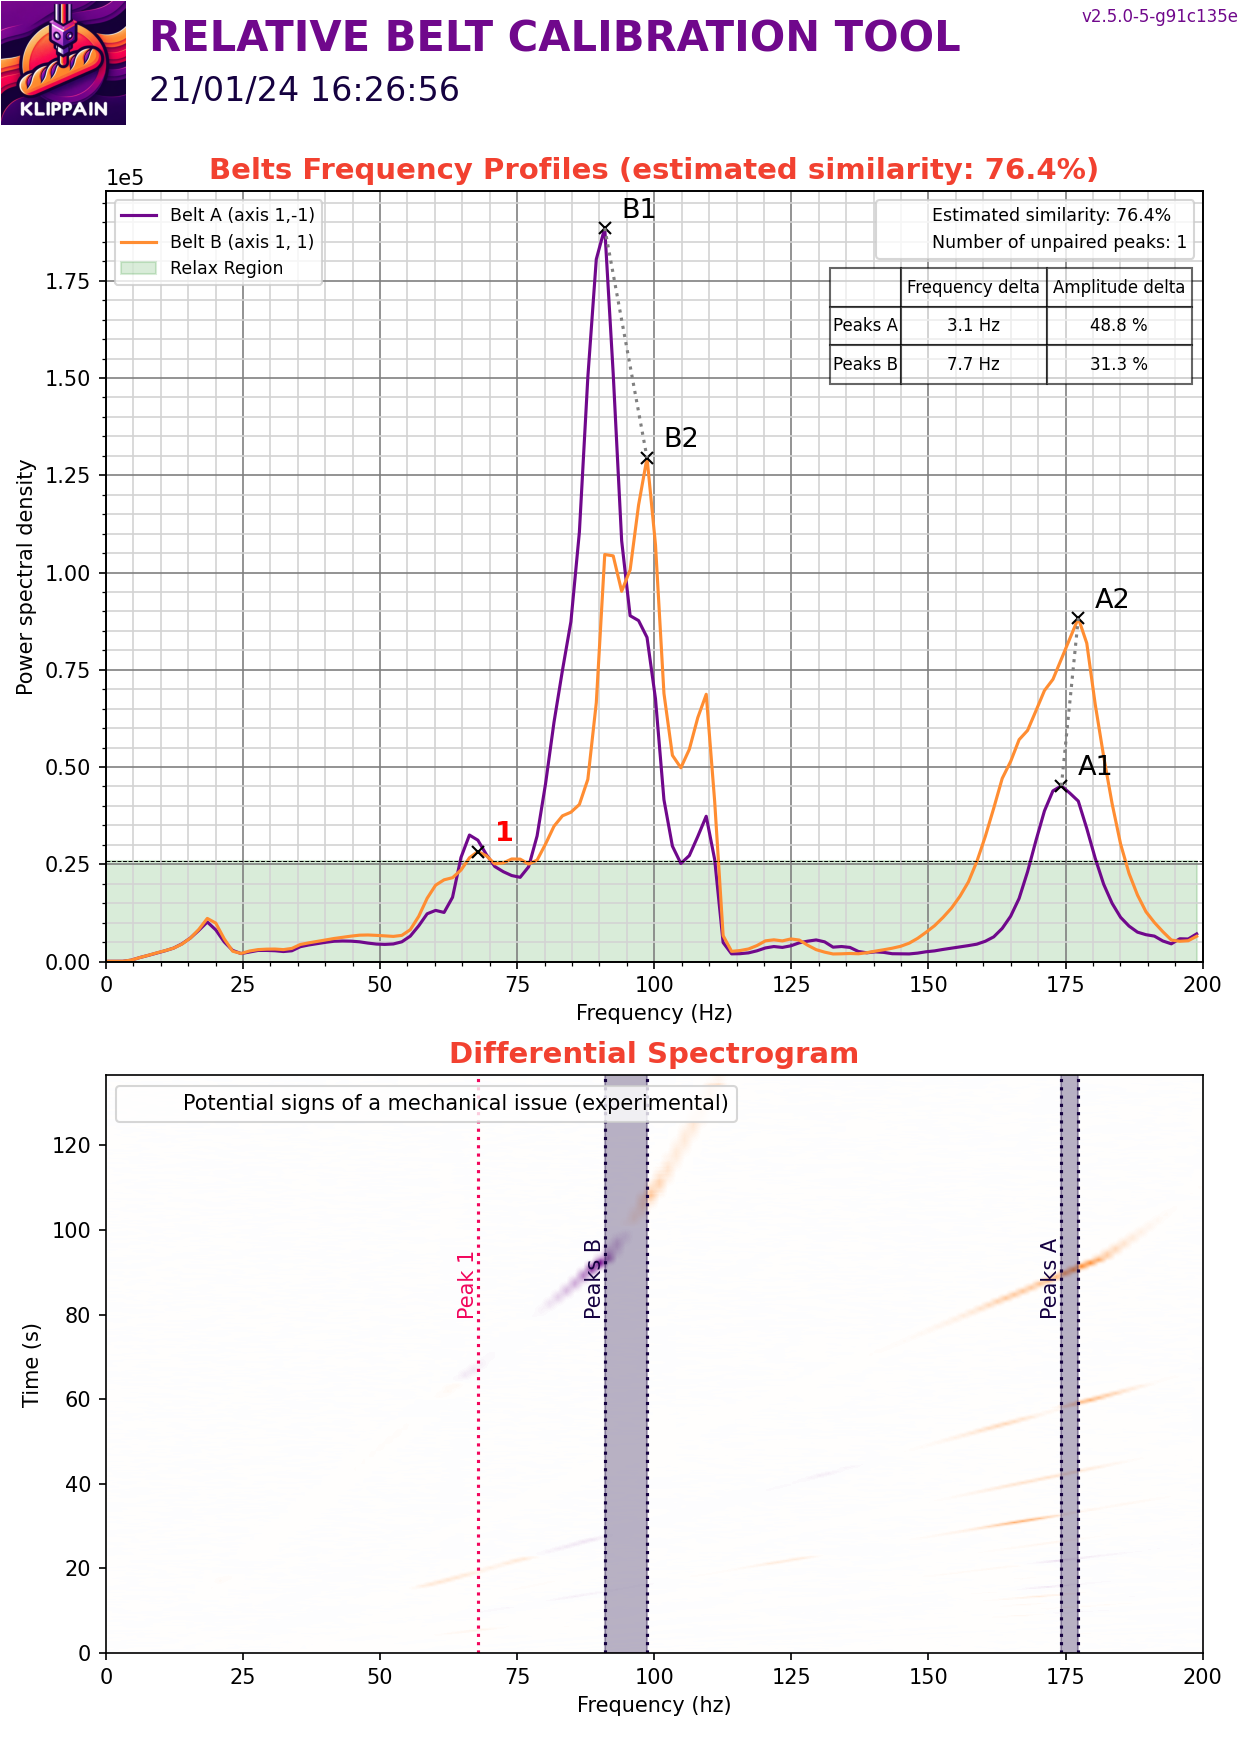 v2.5.0-5-g91c135e
RELATIVE BELT CALIBRATION TOOL
21/01/24 16:26:56
KLIPPAIN
Belts Frequency Profiles (estimated similarity: 76.4%)
1e5
Belt A (axis 1,-1)
Belt B (axis 1, 1)
Relax Region
Estimated similarity: 76.4%
Number of unpaired peaks: 1
Frequency delta Amplitude delta
Peaks A 3.1 Hz 48.8 %
Peaks B 7.7 Hz 31.3 %
B1
B2
A2
A1
1
Power spectral density
1.75
1.50
1.25
1.00
0.75
0.50
0.25
0.00
0 25 50 75 100 125 150 175 200
Frequency (Hz)
Differential Spectrogram
Potential signs of a mechanical issue (experimental)
Peak 1
Peaks B
Peaks A
Time (s)
120
100
80
60
40
20
0
0 25 50 75 100 125 150 175 200
Frequency (hz)